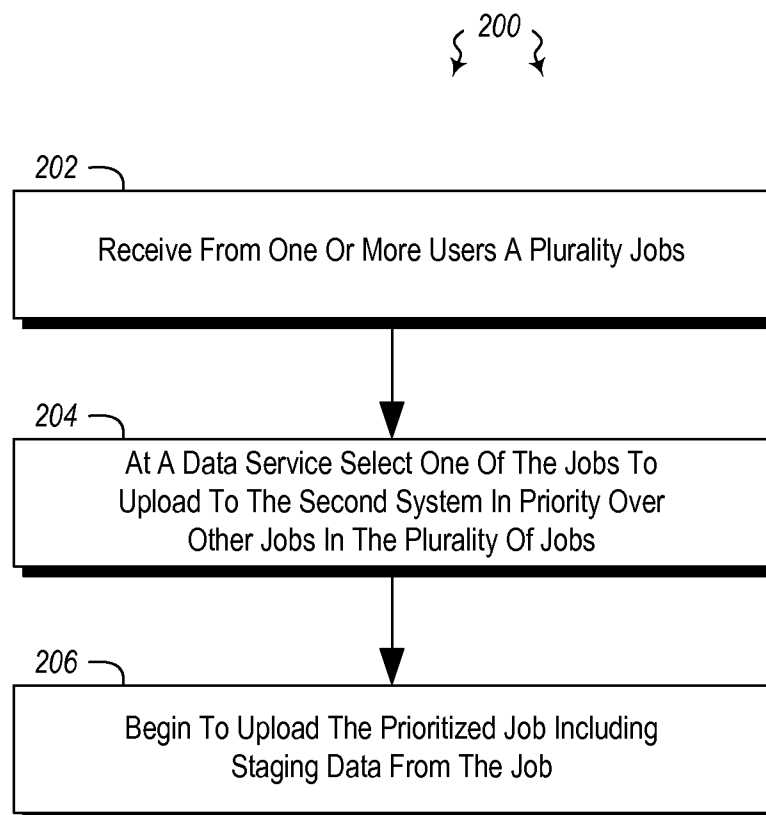 200
202
Receive From One Or More Users A Plurality Jobs
204
At A Data Service Select One Of The Jobs To
Upload To The Second System In Priority Over
Other Jobs In The Plurality Of Jobs
206
Begin To Upload The Prioritized Job Including
Staging Data From The Job